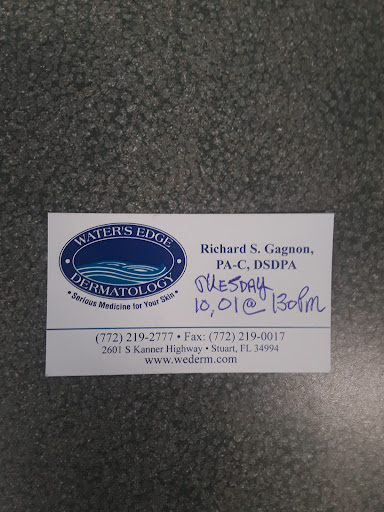 WATER'S EDGE
DERMATOLOGY
• Serious Medicine for Your Skin •
Richard S. Gagnon,
PA-C, DSDPA
TUESDAY
10,01 @ 130PM
(772) 219-2777 • Fax: (772) 219-0017
2601 S Kanner Highway • Stuart, FL 34994
www.wederm.com